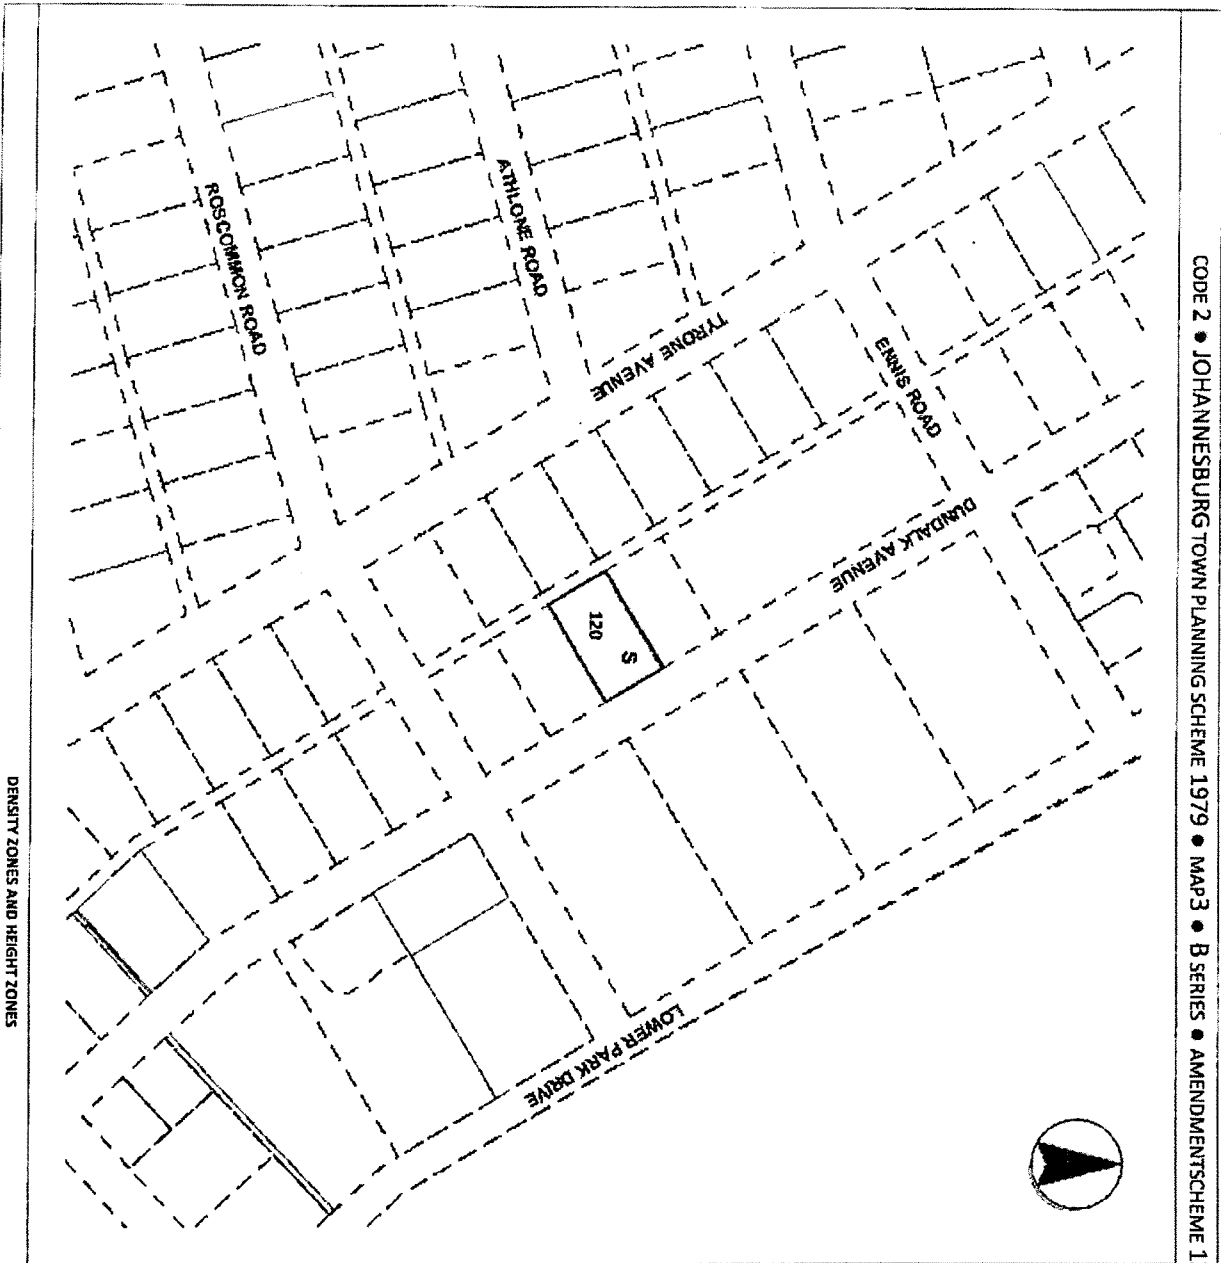 CODE 2 • JOHANNESBURG TOWN PLANNING SCHEME 1979 • MAP3 • B SERIES • AMENDMENTSCHEME
ROSCOMMON ROAD
ATHLONE ROAD
TYRONE AVENUE
ENNIS ROAD
DUNDALK AVENUE
120
S
LOWER PARK DRIVE
DENSITY ZONES AND HEIGHT ZONES